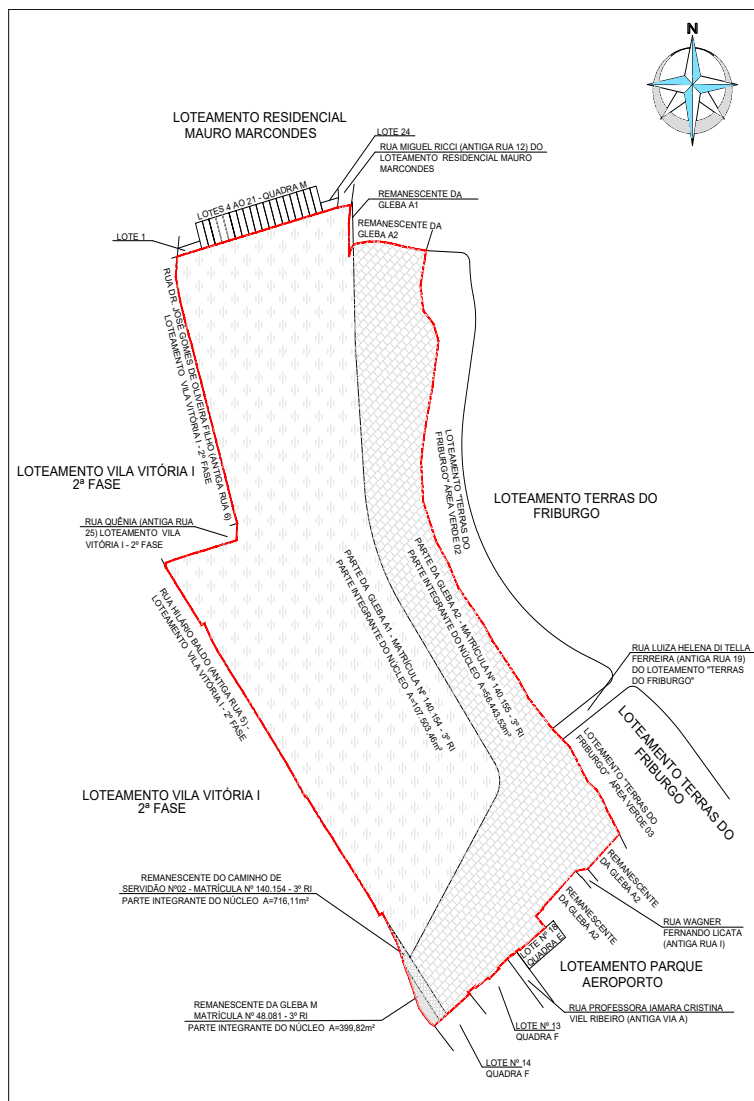 N
LOTEAMENTO RESIDENCIAL
MAURO MARCONDES
LOTE 24
RUA MIGUEL RICCI (ANTIGA RUA 12) DO
LOTEAMENTO RESIDENCIAL MAURO
MARCONDES
LOTES 4 AO 21 - QUADRA M
REMANESCENTE DA
GLEBA A1
REMANESCENTE DA
GLEBA A2
LOTE 1
RUA DR. JOSÉ GOMES DE OLIVEIRA FILHO (ANTIGA RUA 6)
LOTEAMENTO VILA VITÓRIA I - 2º FASE
LOTEAMENTO VILA VITÓRIA I
2ª FASE
LOTEAMENTO "TERRAS DO
FRIBURGO" ÁREA VERDE 02
LOTEAMENTO TERRAS DO
FRIBURGO
RUA QUÊNIA (ANTIGA RUA
25) LOTEAMENTO VILA
VITÓRIA I - 2º FASE
PARTE DA GLEBA A1 - MATRÍCULA Nº 140.154 - 3º RI
PARTE INTEGRANTE DO NÚCLEO A=107.503,46m²
PARTE DA GLEBA A2 - MATRÍCULA Nº 140.155 - 3º RI
PARTE INTEGRANTE DO NÚCLEO A=56.443,53m²
RUA HILÁRIO BALDO (ANTIGA RUA 5) -
LOTEAMENTO VILA VITÓRIA I - 2º FASE
RUA LUIZA HELENA DI TELLA
FERREIRA (ANTIGA RUA 19)
DO LOTEAMENTO "TERRAS
DO FRIBURGO"
LOTEAMENTO TERRAS DO
FRIBURGO
LOTEAMENTO "TERRAS DO
FRIBURGO" ÁREA VERDE 03
LOTEAMENTO VILA VITÓRIA I
2ª FASE
REMANESCENTE DO CAMINHO DE
SERVIDÃO Nº02 - MATRÍCULA Nº 140.154 - 3º RI
PARTE INTEGRANTE DO NÚCLEO A=716,11m²
REMANESCENTE
DA GLEBA A2
REMANESCENTE
DA GLEBA A2
RUA WAGNER
FERNANDO LICATA
(ANTIGA RUA I)
LOTE Nº 18
QUADRA E
LOTEAMENTO PARQUE
AEROPORTO
REMANESCENTE DA GLEBA M
MATRÍCULA Nº 48.081 - 3º RI
PARTE INTEGRANTE DO NÚCLEO A=399,82m²
RUA PROFESSORA IAMARA CRISTINA
VIEL RIBEIRO (ANTIGA VIA A)
LOTE Nº 13
QUADRA F
LOTE Nº 14
QUADRA F